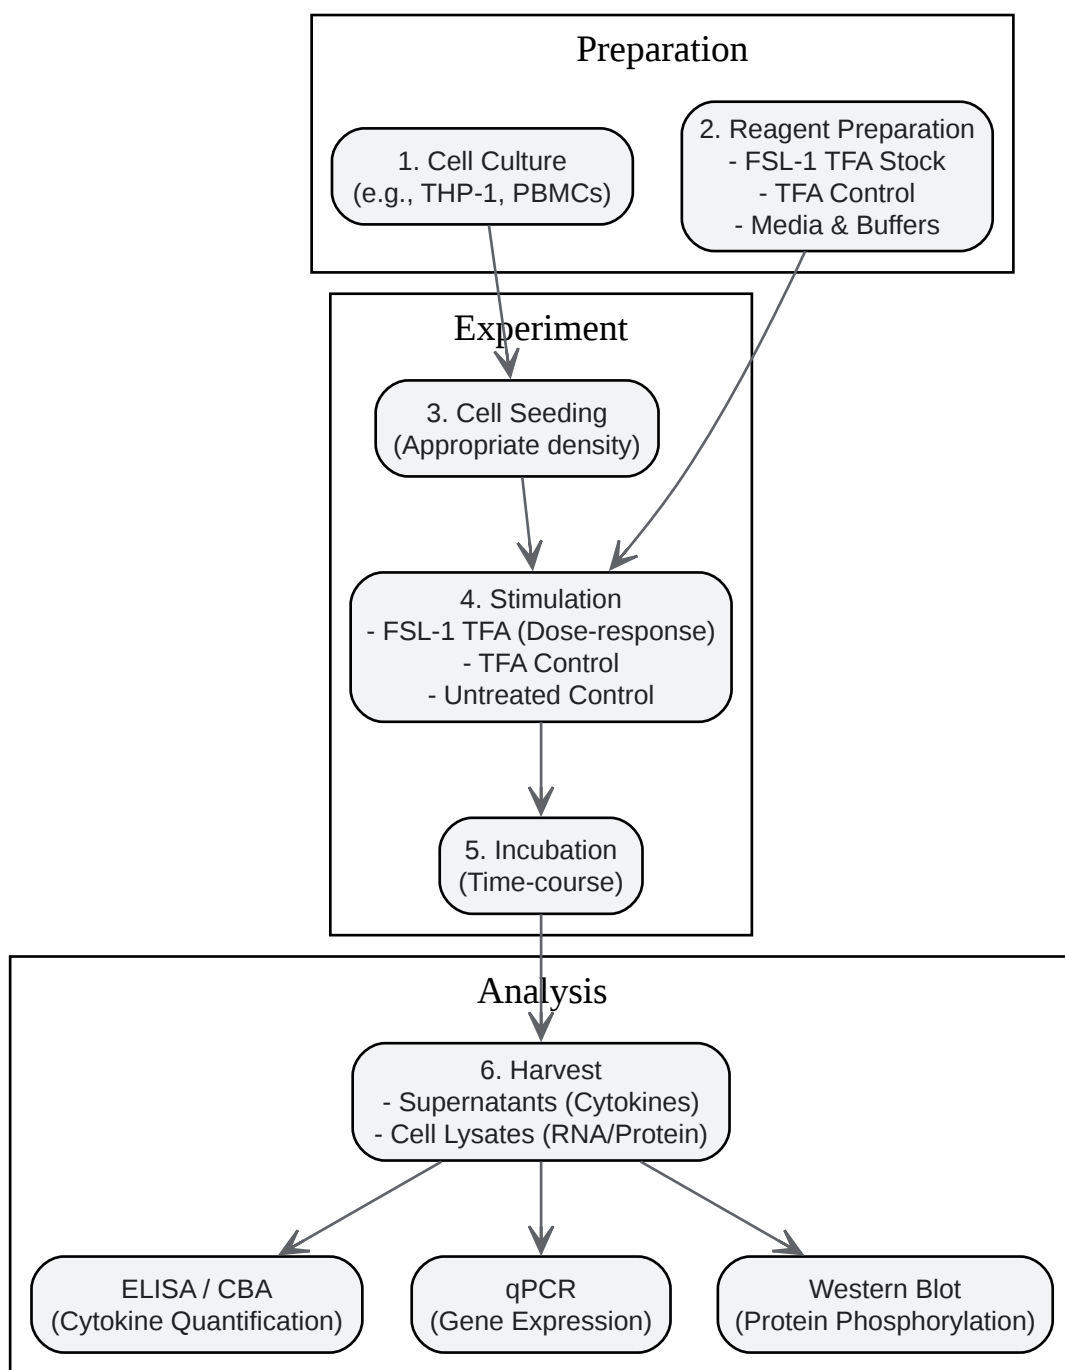 Preparation
1. Cell Culture
(e.g., THP-1, PBMCs)
2. Reagent Preparation
- FSL-1 TFA Stock
- TFA Control
- Media & Buffers
Experiment
3. Cell Seeding
(Appropriate density)
4. Stimulation
- FSL-1 TFA (Dose-response)
- TFA Control
- Untreated Control
5. Incubation
(Time-course)
Analysis
6. Harvest
- Supernatants (Cytokines)
- Cell Lysates (RNA/Protein)
ELISA / CBA
(Cytokine Quantification)
qPCR
(Gene Expression)
Western Blot
(Protein Phosphorylation)